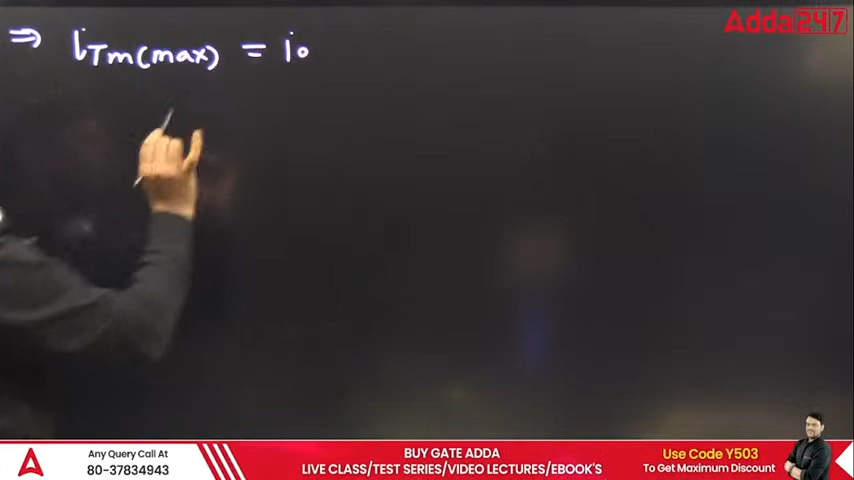 ⇒ iTm(max) = io
Adda247
Any Query Call At
80-37834943
BUY GATE ADDA
LIVE CLASS/TEST SERIES/VIDEO LECTURES/EBOOK'S
Use Code Y503
To Get Maximum Discount